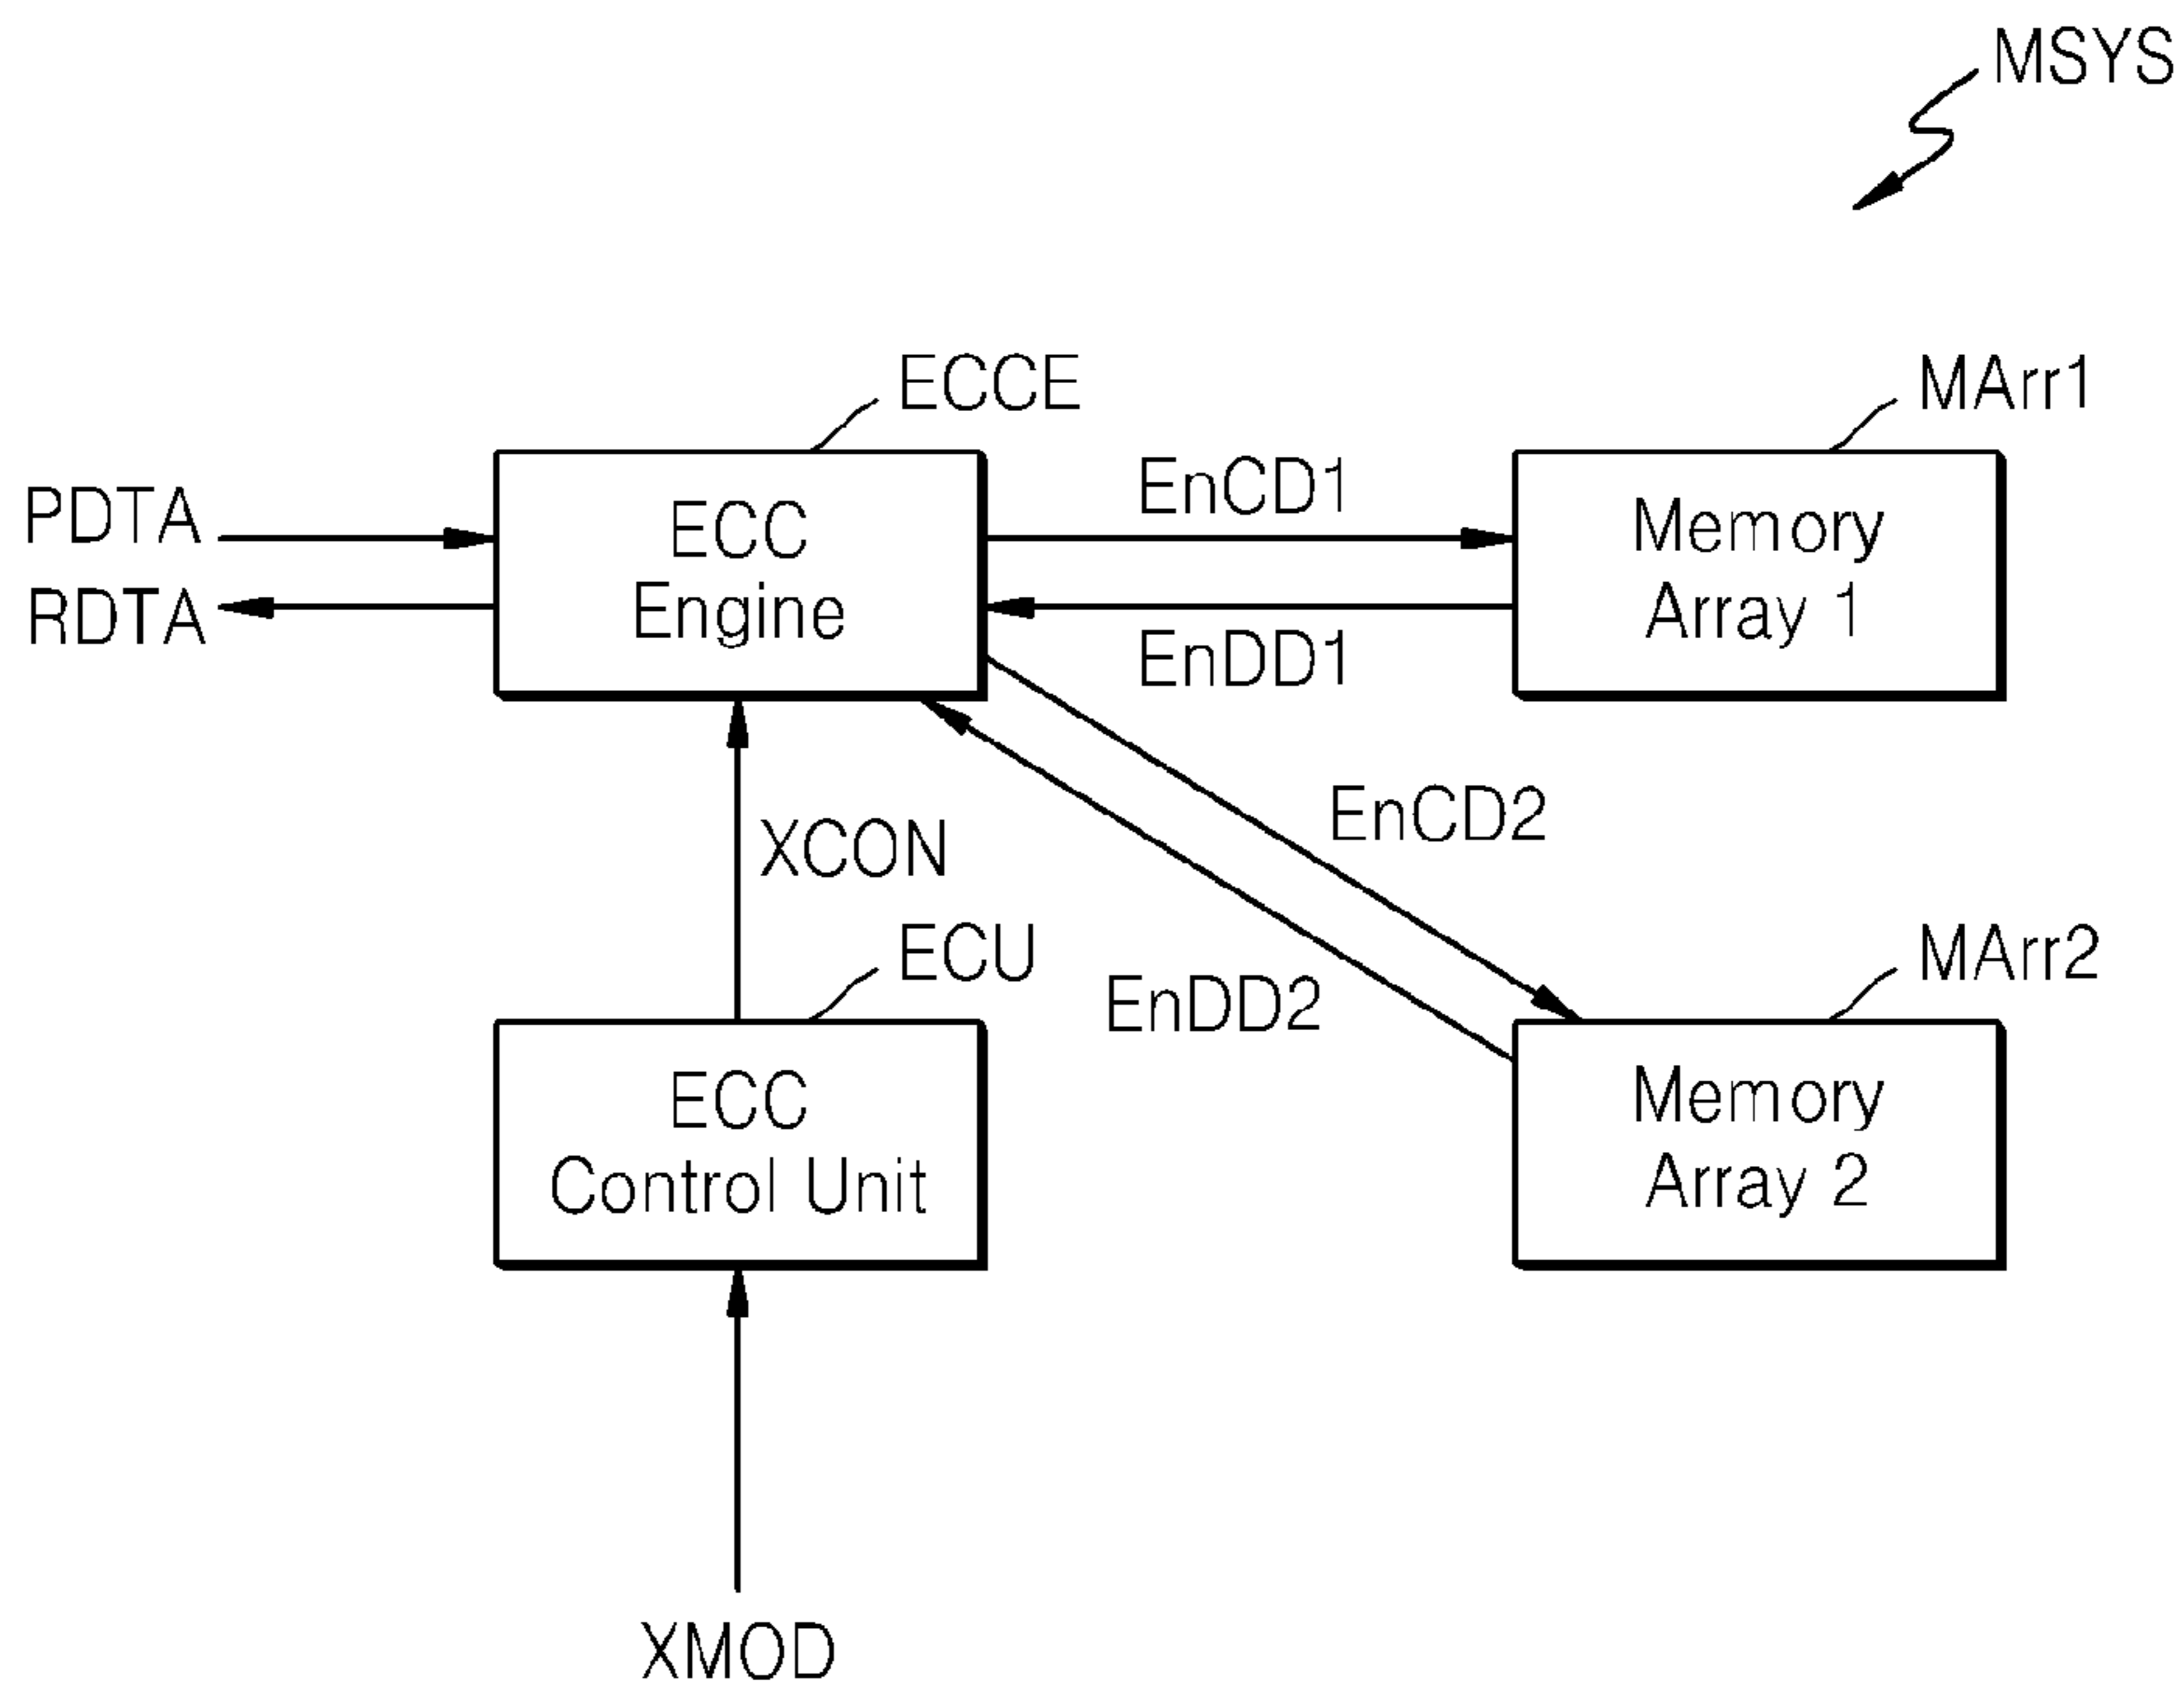 MSYS
ECCE
MArr1
PDTA
RDTA
ECC
Engine
EnCD1
EnDD1
Memory
Array 1
XCON
EnCD2
EnDD2
ECU
MArr2
ECC
Control Unit
Memory
Array 2
XMOD